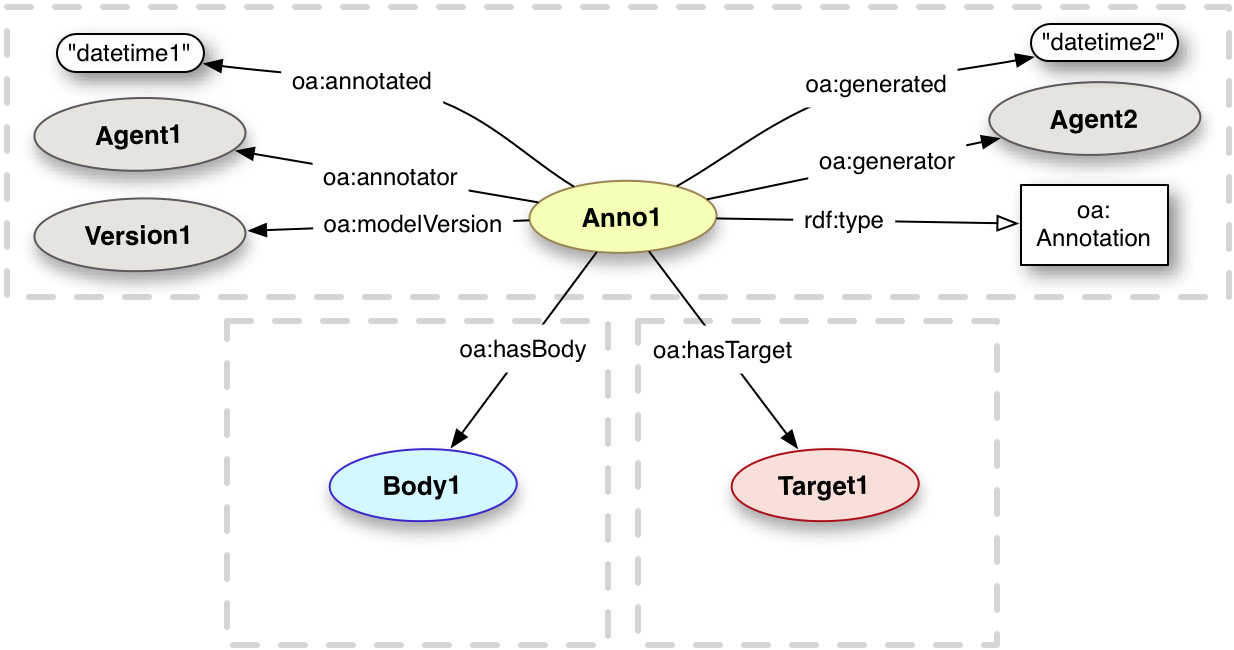 "datetime1"
"datetime2"
oa:annotated
oa:generated
Agent1
Agent2
oa:annotator
oa:generator
Version1
oa:modelVersion
Anno1
rdf:type
oa:
Annotation
oa:hasBody
oa:hasTarget
Body1
Target1